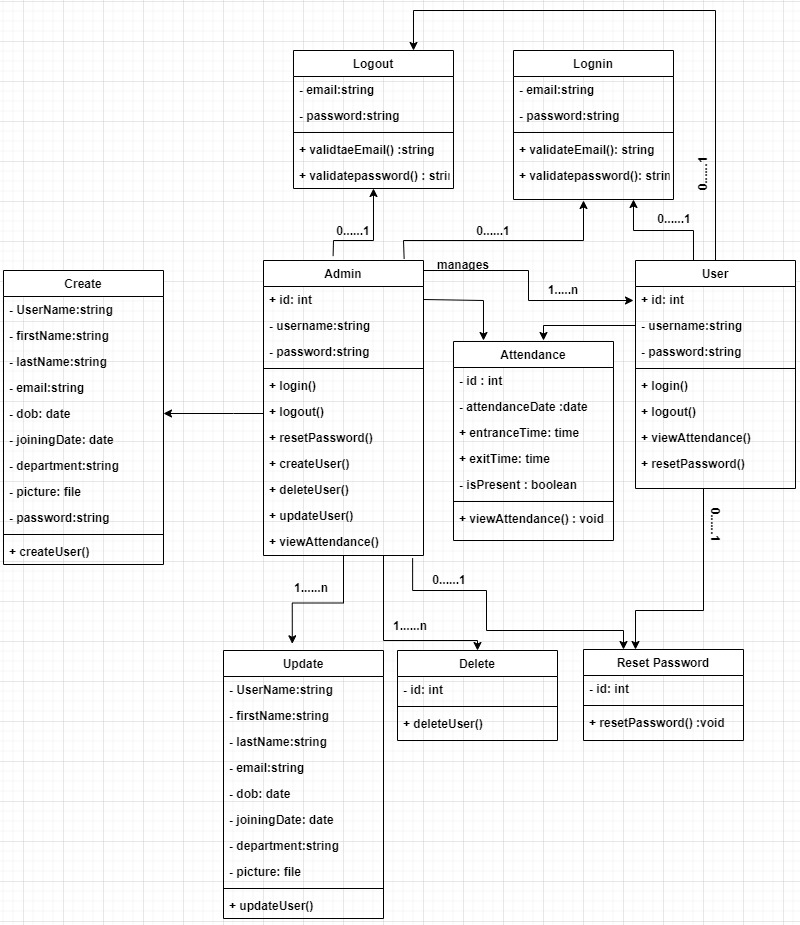 Logout
- email:string
- password:string
+ validtaeEmail() :string
+ validatepassword() : stri
Lognin
- email:string
- password:string
+ validateEmail(): string
+ validatepassword(): strin
0......1
0......1
0......1
0......1
Create
- UserName:string
- firstName:string
- lastName:string
- email:string
- dob: date
- joiningDate: date
- department:string
- picture: file
- password:string
+ createUser()
Admin
+ id: int
- username:string
- password:string
+ login()
+ logout()
+ resetPassword()
+ createUser()
+ deleteUser()
+ updateUser()
+ viewAttendance()
manages
1.....n
User
+ id: int
- username:string
- password:string
+ login()
+ logout()
+ viewAttendance()
+ resetPassword()
Attendance
- id : int
- attendanceDate :date
+ entranceTime: time
+ exitTime: time
- isPresent : boolean
+ viewAttendance() : void
0......1
1......n
0......1
1......n
Update
- UserName:string
- firstName:string
- lastName:string
- email:string
- dob: date
- joiningDate: date
- department:string
- picture: file
+ updateUser()
Delete
- id: int
+ deleteUser()
Reset Password
- id: int
+ resetPassword() :void